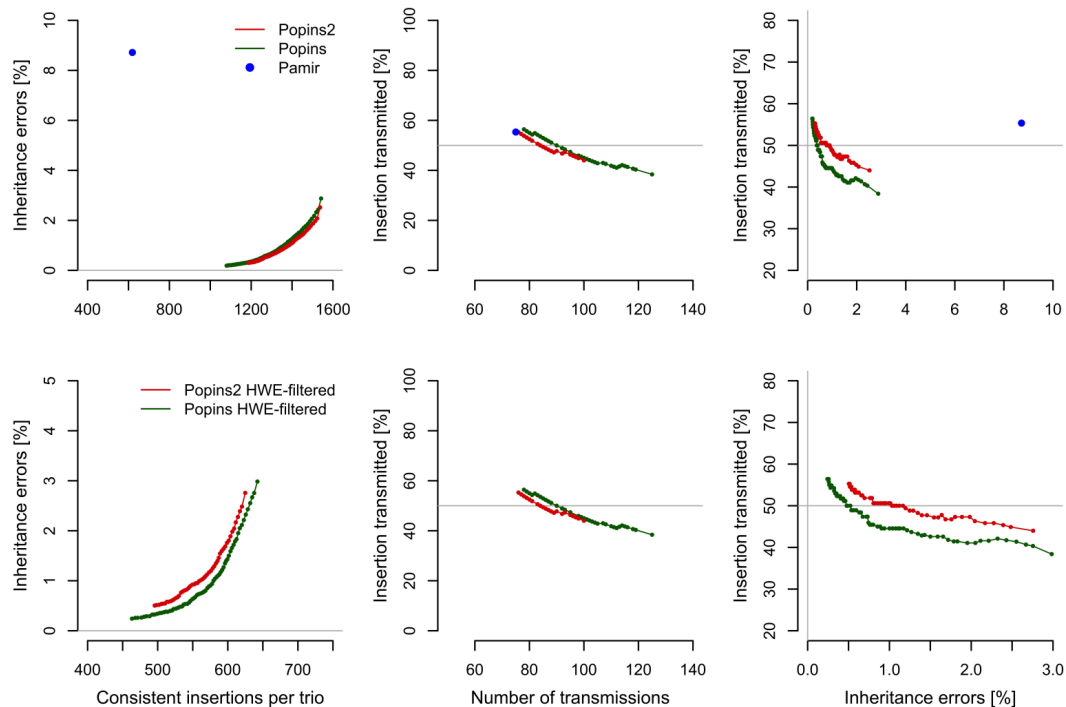 Inheritance errors [%]
0 2 4 6 8 10
400 800 1200 1600
Popins2
Popins
Pamir
Insertion transmitted [%]
0 20 40 60 80 100
60 80 100 120 140
Insertion transmitted [%]
20 30 40 50 60 70 80
0 2 4 6 8 10
Inheritance errors [%]
0 1 2 3 4 5
400 500 600 700
Consistent insertions per trio
Popins2 HWE-filtered
Popins HWE-filtered
Insertion transmitted [%]
0 20 40 60 80 100
60 80 100 120 140
Number of transmissions
Insertion transmitted [%]
20 30 40 50 60 70 80
0.0 1.0 2.0 3.0
Inheritance errors [%]